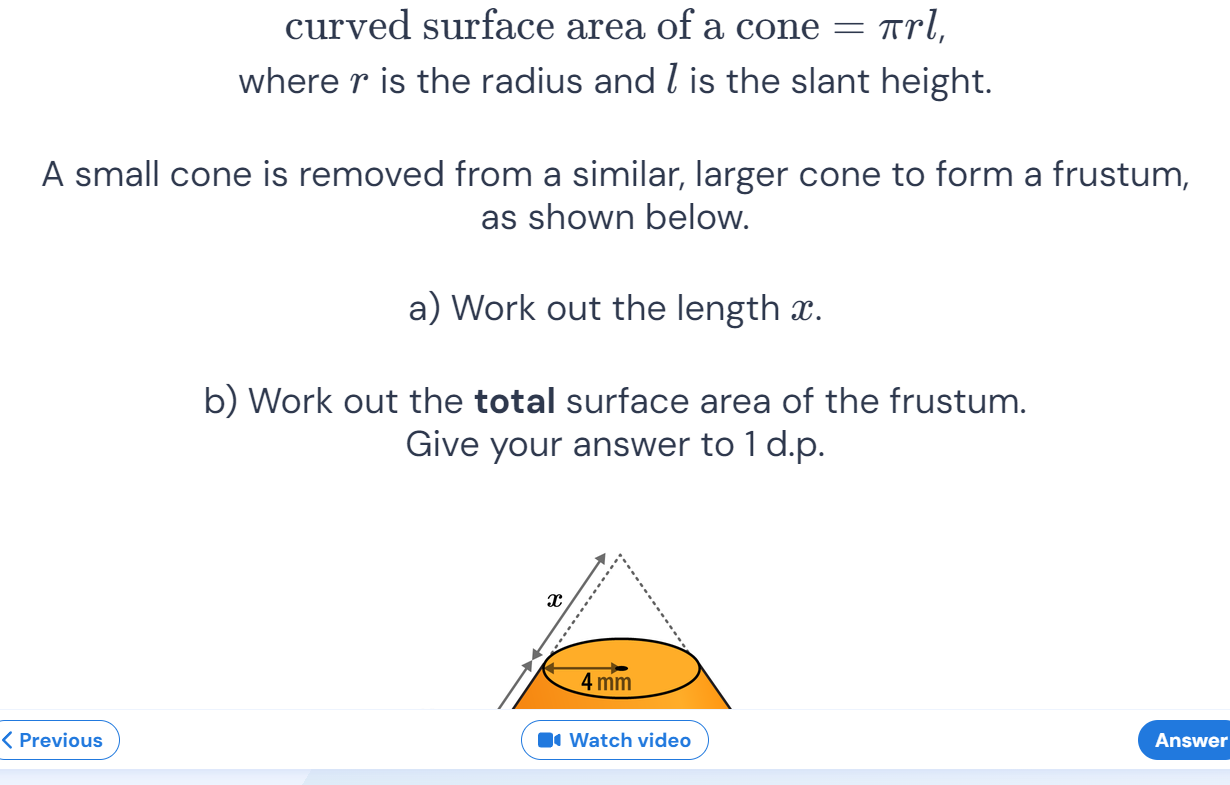 curved surface area of a cone = πrl,
where r is the radius and l is the slant height.
A small cone is removed from a similar, larger cone to form a frustum,
as shown below.
a) Work out the length x.
b) Work out the total surface area of the frustum.
Give your answer to 1 d.p.
x
4 mm
Previous
Watch video
Answer